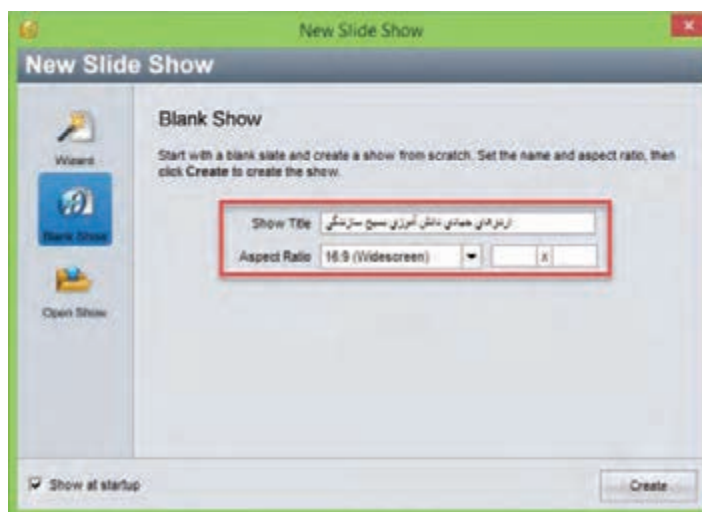 New Slide Show
New Slide Show
Wizard
Blank Show
Open Show
Blank Show
Start with a blank slate and create a show from scratch. Set the name and aspect ratio, then
click Create to create the show.
Show Title اردوهای جهادی دانش آموزی بسیج سازندگی
Aspect Ratio 16:9 (Widescreen) x
Show at startup
Create